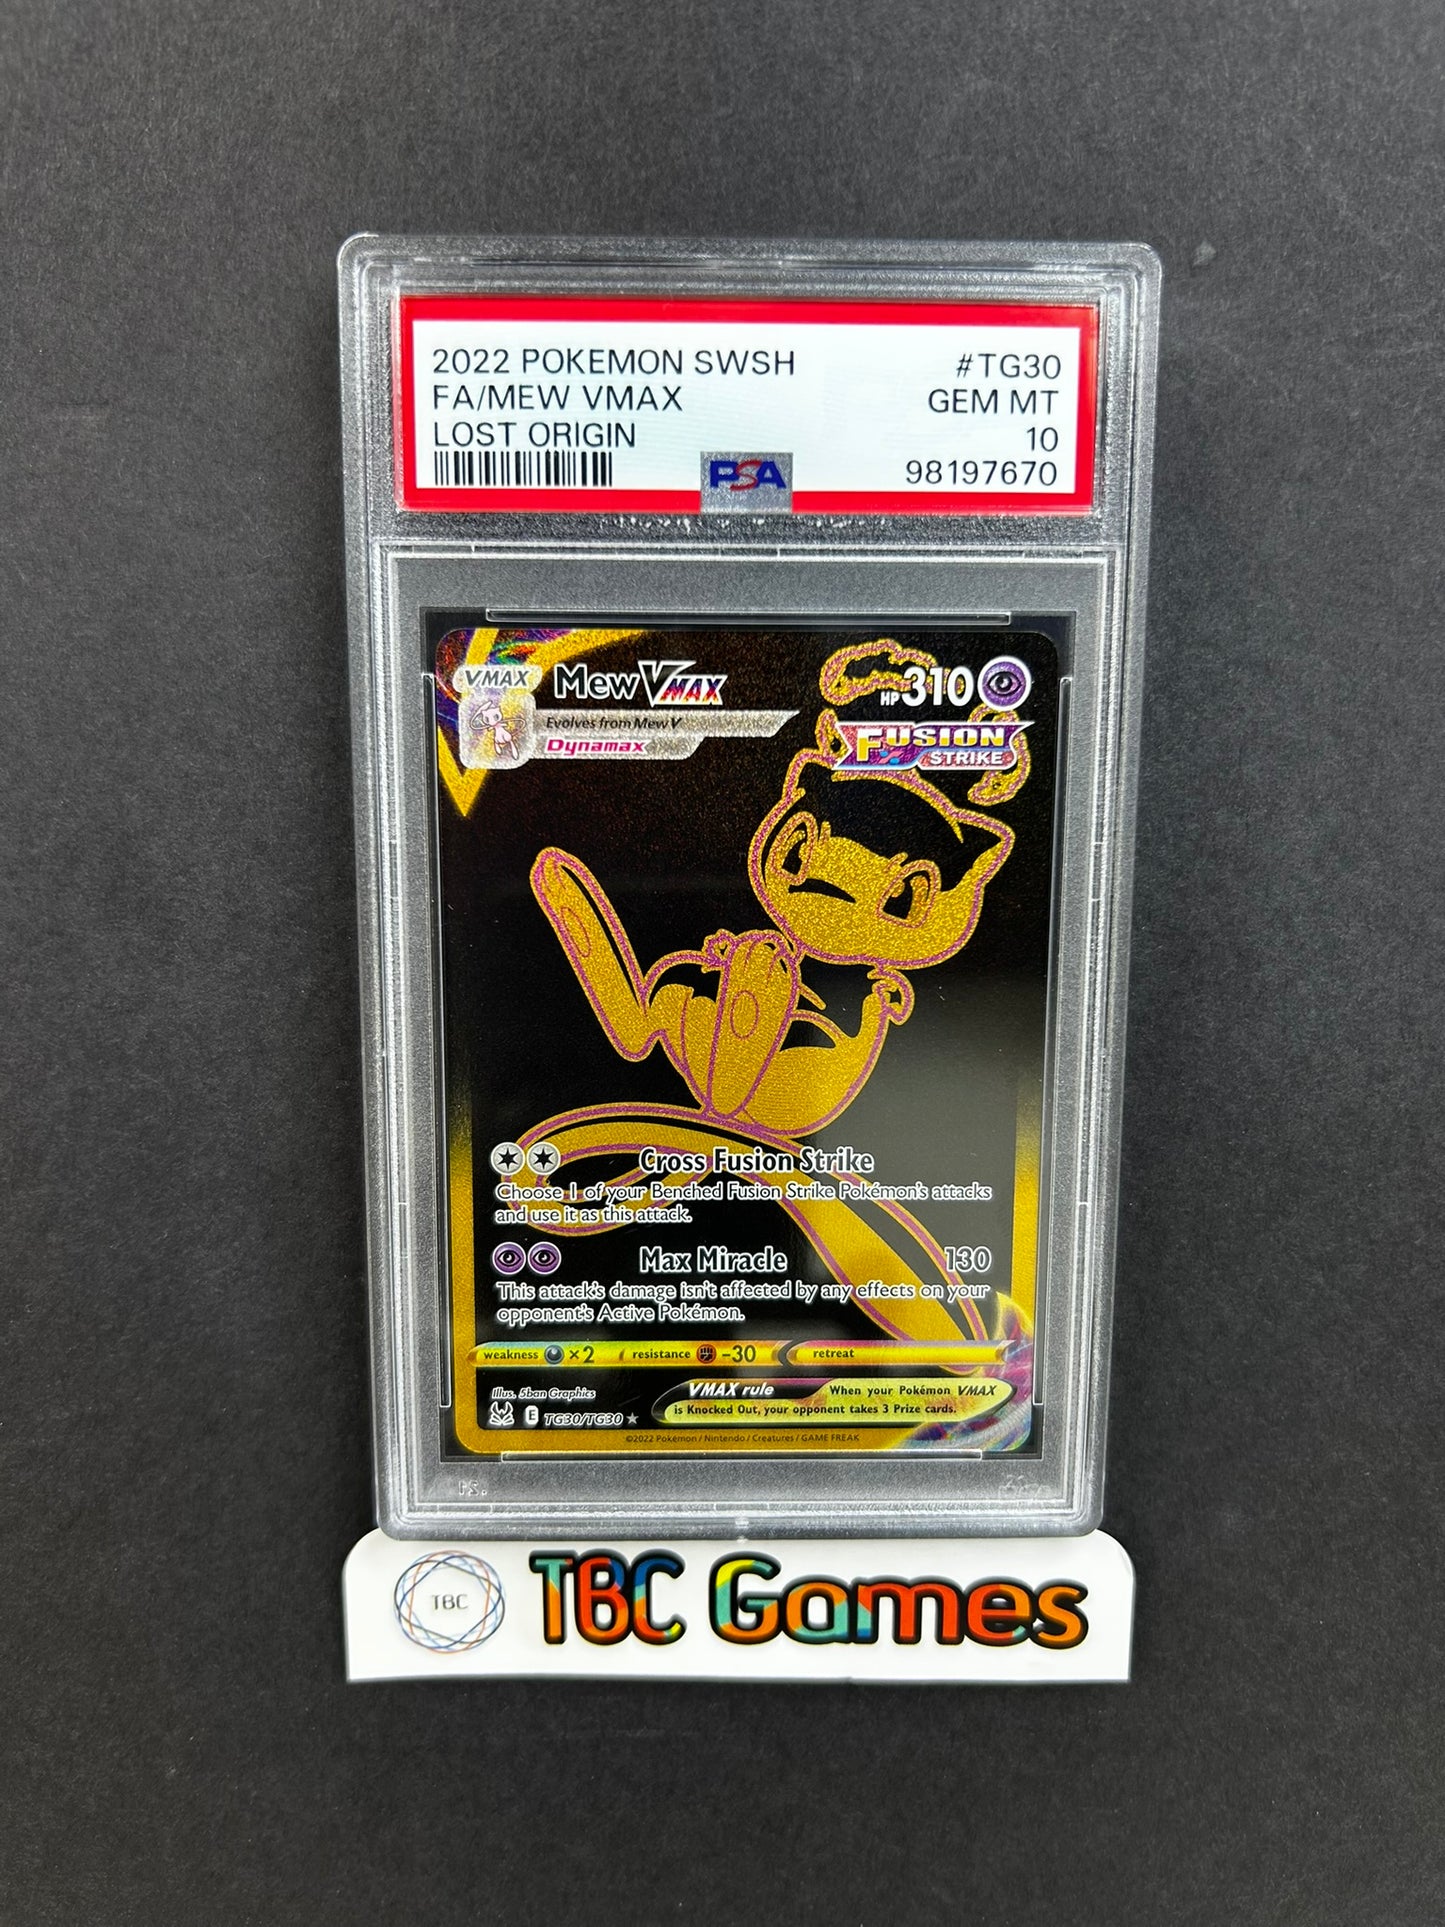 2022 POKEMON SWSH #TG30
FA/MEW VMAX GEM MT
LOST ORIGIN 10
PSA 98197670
VMAX Mew VMAX HP 310
Evolves from Mew V
Dynamax
FUSION
STRIKE
Cross Fusion Strike
Choose 1 of your Benched Fusion Strike Pokémon's attacks
and use it as this attack.
Max Miracle 130
This attack's damage isn't affected by any effects on your
opponent's Active Pokémon.
weakness ×2 resistance -30 retreat
Illus. 5ban Graphics
VMAX rule When your Pokémon VMAX
is Knocked Out, your opponent takes 3 Prize cards.
E TG30/TG30 ★
©2022 Pokémon / Nintendo / Creatures / GAME FREAK
TBC TBC Games